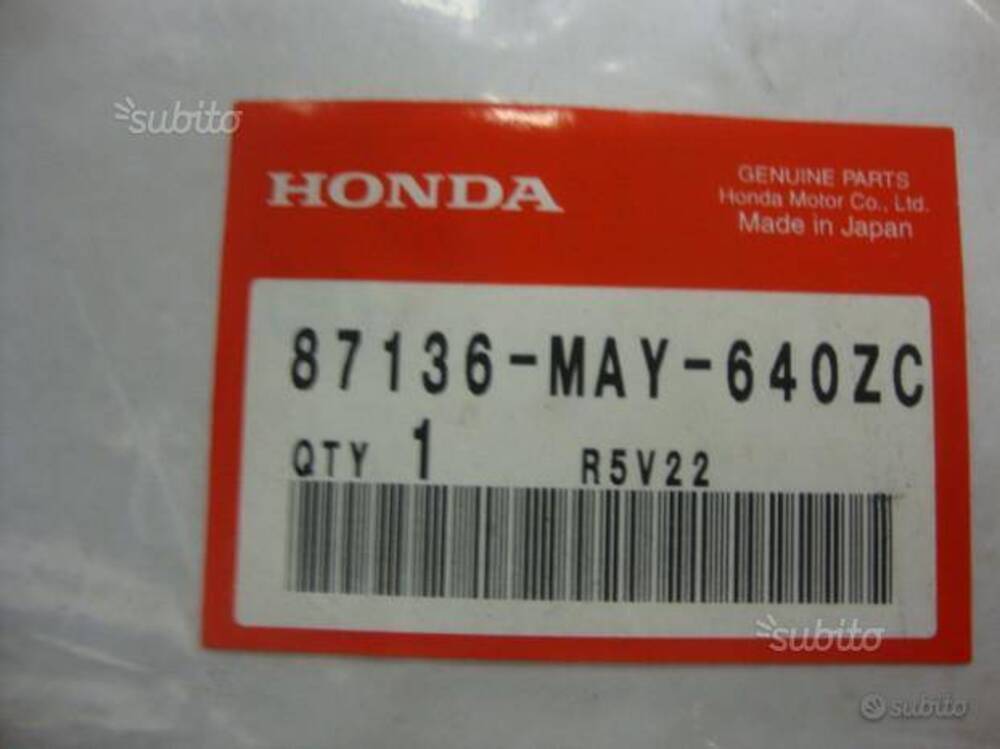 subito
HONDA
GENUINE PARTS
Honda Motor Co., Ltd.
Made in Japan
87136-MAY-640ZC
QTY 1 R5V22
subito
subito